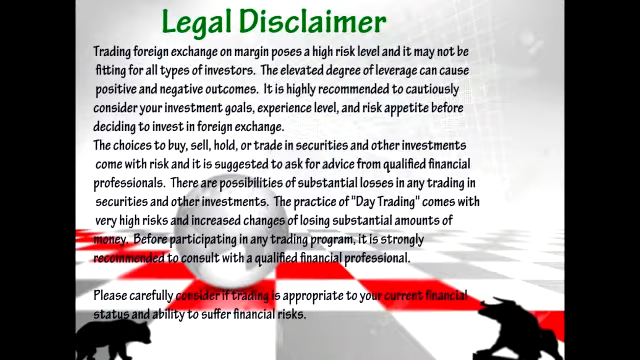 Legal Disclaimer
Trading foreign exchange on margin poses a high risk level and it may not be
fitting for all types of investors. The elevated degree of leverage can cause
positive and negative outcomes. It is highly recommended to cautiously
consider your investment goals, experience level, and risk appetite before
deciding to invest in foreign exchange.
The choices to buy, sell, hold, or trade in securities and other investments
come with risk and it is suggested to ask for advice from qualified financial
professionals. There are possibilities of substantial losses in any trading in
securities and other investments. The practice of "Day Trading" comes with
very high risks and increased changes of losing substantial amounts of
money. Before participating in any trading program, it is strongly
recommended to consult with a qualified financial professional.
Please carefully consider if trading is appropriate to your current financial
status and ability to suffer financial risks.